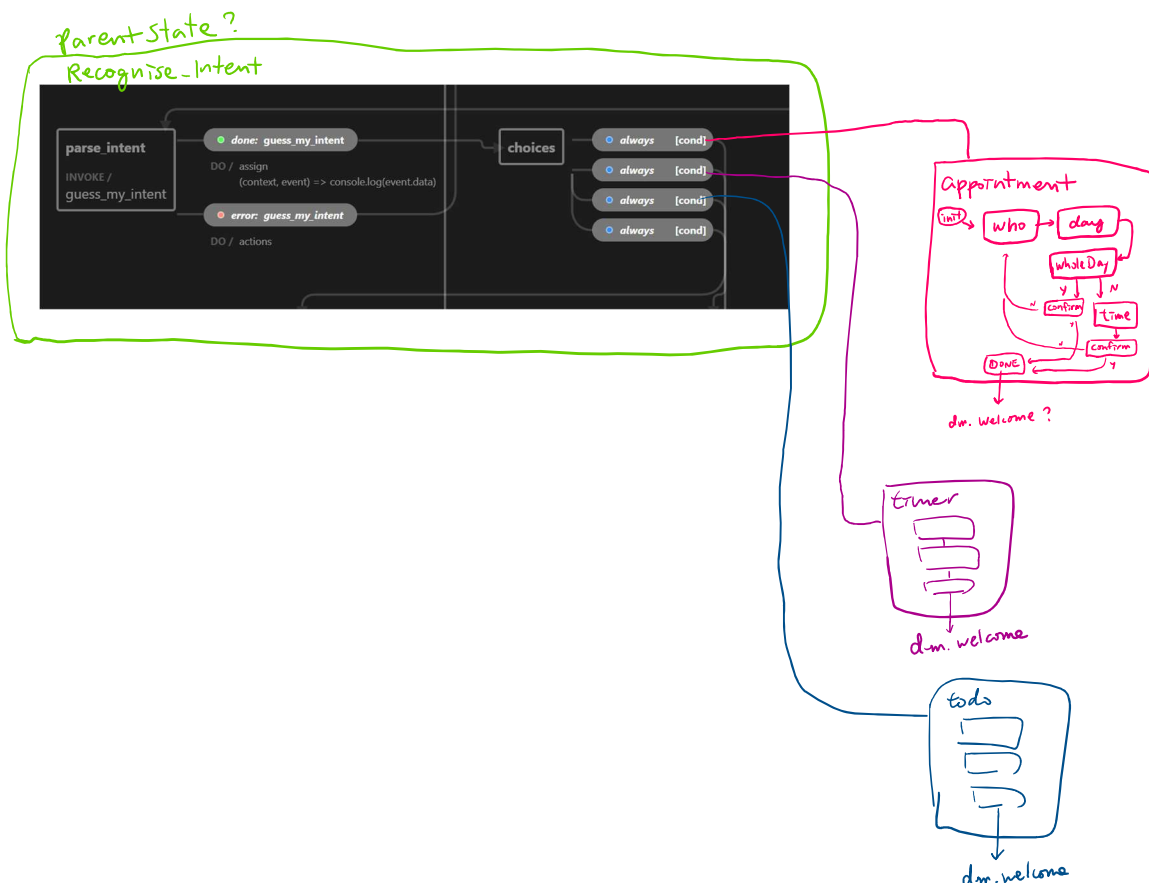 Parent State ?
Recognise_Intent
parse_intent
INVOKE /
guess_my_intent
done: guess_my_intent
DO / assign
(context, event) => console.log(event.data)
error: guess_my_intent
DO / actions
choices
always [cond]
always [cond]
always [cond]
always [cond]
appointment
init
who
day
wholeDay
Y
N
N
confirm
time
Y
N
confirm
Y
DONE
dm. welcome ?
timer
dm. welcome
todo
dm. welcome